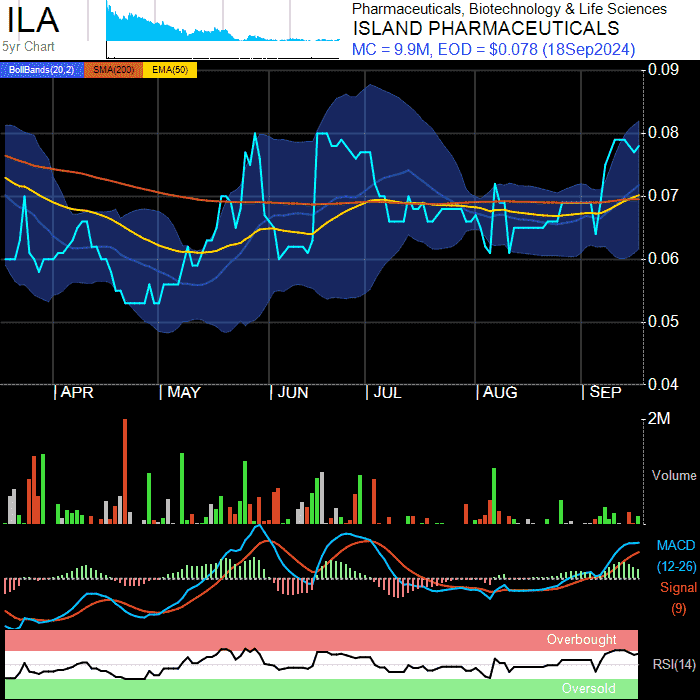 ILA
5yr Chart
Pharmaceuticals, Biotechnology & Life Sciences
ISLAND PHARMACEUTICALS
MC = 9.9M, EOD = $0.078 (18Sep2024)
BollBands(20,2) SMA(200) EMA(50)
0.09
0.08
0.07
0.06
0.05
0.04
APR MAY JUN JUL AUG SEP
2M
Volume
MACD
(12-26)
Signal
(9)
Overbought
RSI(14)
Oversold